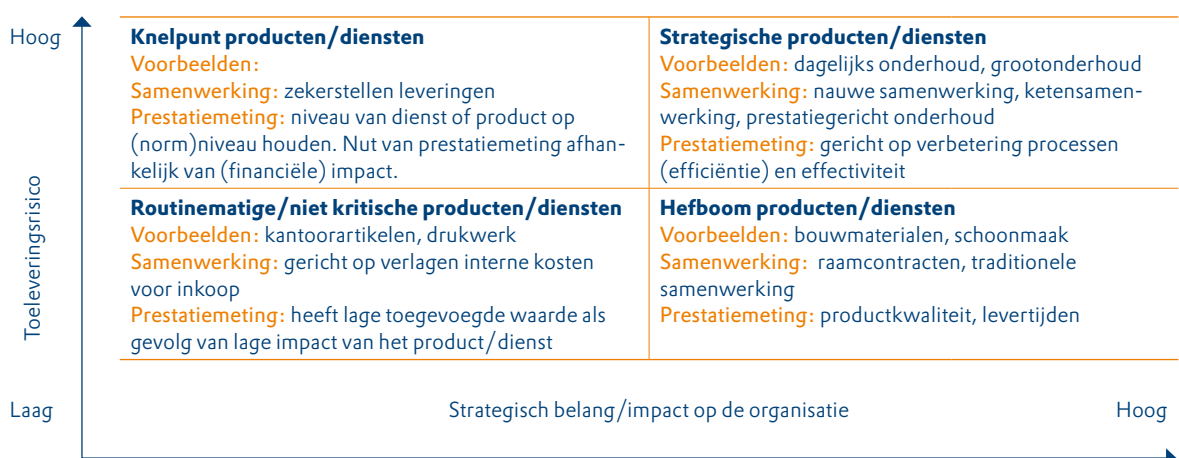 Hoog
Knelpunt producten/diensten
Voorbeelden:
Samenwerking: zekerstellen leveringen
Prestatiemeting: niveau van dienst of product op
(norm)niveau houden. Nut van prestatiemeting afhan-
kelijk van (financiële) impact.
Strategische producten/diensten
Voorbeelden: dagelijks onderhoud, grootonderhoud
Samenwerking: nauwe samenwerking, ketensamen-
werking, prestatiegericht onderhoud
Prestatiemeting: gericht op verbetering processen
(efficiëntie) en effectiviteit
Toeleveringsrisico
Routinematige/niet kritische producten/diensten
Voorbeelden: kantoorartikelen, drukwerk
Samenwerking: gericht op verlagen interne kosten
voor inkoop
Prestatiemeting: heeft lage toegevoegde waarde als
gevolg van lage impact van het product/dienst
Hefboom producten/diensten
Voorbeelden: bouwmaterialen, schoonmaak
Samenwerking: raamcontracten, traditionele
samenwerking
Prestatiemeting: productkwaliteit, levertijden
Laag
Strategisch belang/impact op de organisatie
Hoog